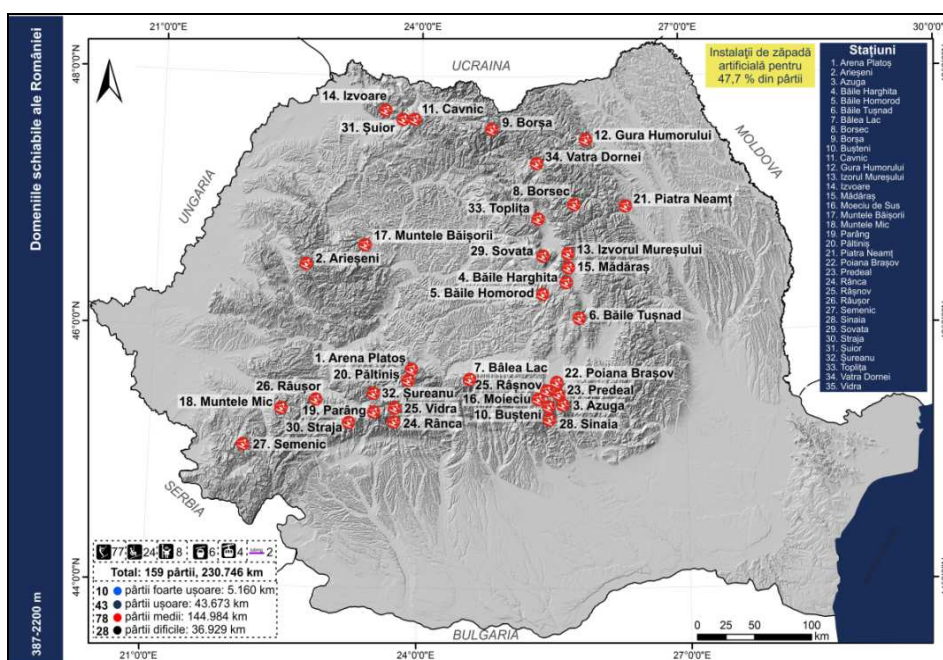 Domeniile schiabile ale României
387-2200 m
21°0'0"E
24°0'0"E
27°0'0"E
30°0'0"E
48°0'0"N
46°0'0"N
44°0'0"N
UCRAINA
MOLDOVA
UNGARIA
SERBIA
BULGARIA
Instalații de zăpadă
artificială pentru
47,7 % din pârtii
14. Izvoare
11. Cavnic
31. Șuior
9. Borșa
12. Gura Humorului
34. Vatra Dornei
8. Borsec
21. Piatra Neamț
33. Toplița
17. Muntele Băișorii
2. Arieșeni
29. Sovata
13. Izvorul Mureșului
15. Mădăraș
4. Băile Harghita
5. Băile Homorod
6. Băile Tușnad
1. Arena Platoș
20. Păltiniș
7. Bâlea Lac
22. Poiana Brașov
26. Râușor
32. Șureanu
25. Râșnov
23. Predeal
18. Muntele Mic
19. Parâng
25. Vidra
16. Moieciu
3. Azuga
30. Straja
24. Rânca
10. Bușteni
28. Sinaia
27. Semenic
Stațiuni
1. Arena Platoș
2. Arieșeni
3. Azuga
4. Băile Harghita
5. Băile Homorod
6. Băile Tușnad
7. Bâlea Lac
8. Borsec
9. Borșa
10. Bușteni
11. Cavnic
12. Gura Humorului
13. Izorul Mureșului
14. Izvoare
15. Mădăraș
16. Moeciu de Sus
17. Muntele Băișorii
18. Muntele Mic
19. Parâng
20. Păltiniș
21. Piatra Neamț
22. Poiana Brașov
23. Predeal
24. Rânca
25. Râșnov
26. Râușor
27. Semenic
28. Sinaia
29. Sovata
30. Straja
31. Șuior
32. Șureanu
33. Toplița
34. Vatra Dornei
35. Vidra
77 24 8 6 4 2
Total: 159 pârtii, 230.746 km
10 pârtii foarte ușoare: 5.160 km
43 pârtii ușoare: 43.673 km
78 pârtii medii: 144.984 km
28 pârtii dificile: 36.929 km
0 25 50 100
km
21°0'0"E
24°0'0"E
27°0'0"E